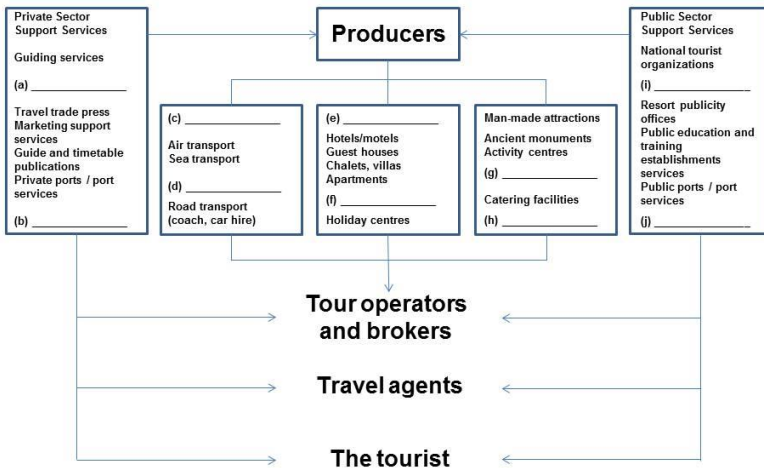 Private Sector
Support Services
Guiding services
(a) _______________
Travel trade press
Marketing support
services
Guide and timetable
publications
Private ports / port
services
(b) _______________
Producers
(c) _______________
Air transport
Sea transport
(d) _______________
Road transport
(coach, car hire)
(e) _______________
Hotels/motels
Guest houses
Chalets, villas
Apartments
(f) _______________
Holiday centres
Man-made attractions
Ancient monuments
Activity centres
(g) _______________
Catering facilities
(h) _______________
Public Sector
Support Services
National tourist
organizations
(i) _______________
Resort publicity
offices
Public education and
training
establishments
services
Public ports / port
services
(j) _______________
Tour operators
and brokers
Travel agents
The tourist